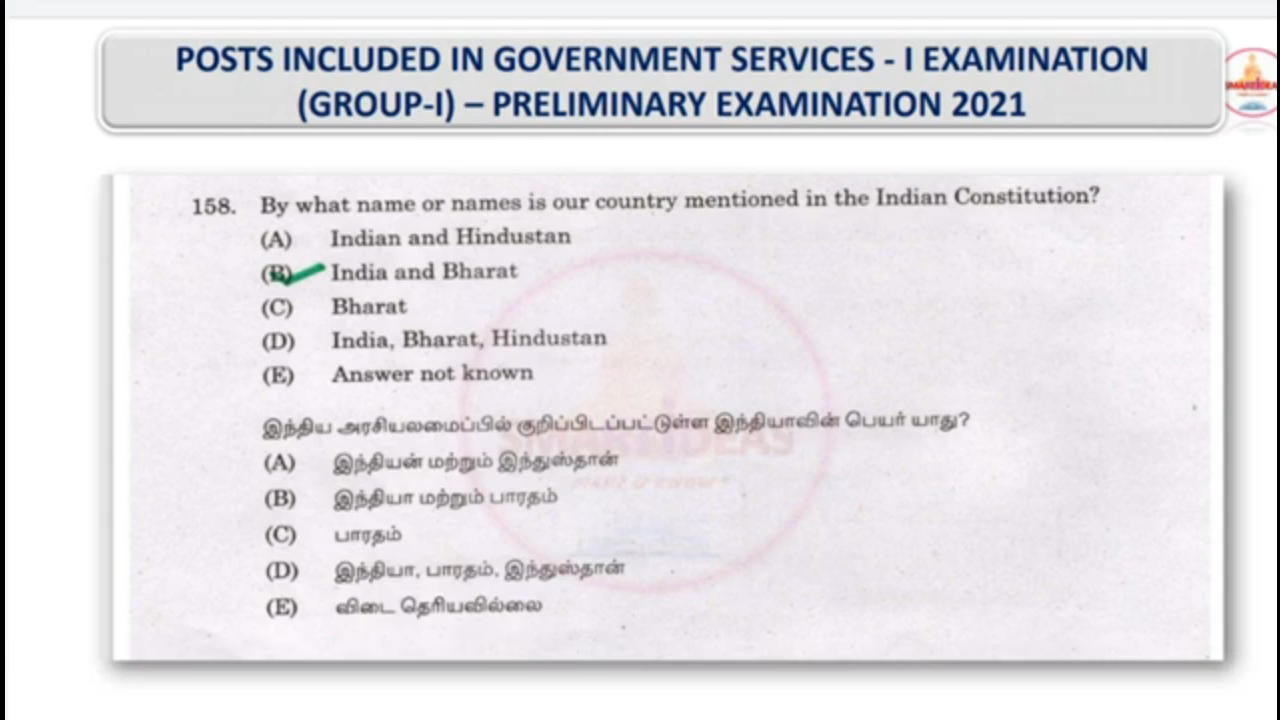 POSTS INCLUDED IN GOVERNMENT SERVICES - I EXAMINATION
(GROUP-I) – PRELIMINARY EXAMINATION 2021
158. By what name or names is our country mentioned in the Indian Constitution?
(A) Indian and Hindustan
(B) India and Bharat
(C) Bharat
(D) India, Bharat, Hindustan
(E) Answer not known
இந்திய அரசியலமைப்பில் குறிப்பிடப்பட்டுள்ள இந்தியாவின் பெயர் யாது?
(A) இந்தியன் மற்றும் இந்துஸ்தான்
(B) இந்தியா மற்றும் பாரதம்
(C) பாரதம்
(D) இந்தியா, பாரதம், இந்துஸ்தான்
(E) விடை தெரியவில்லை
SMART IDEAS